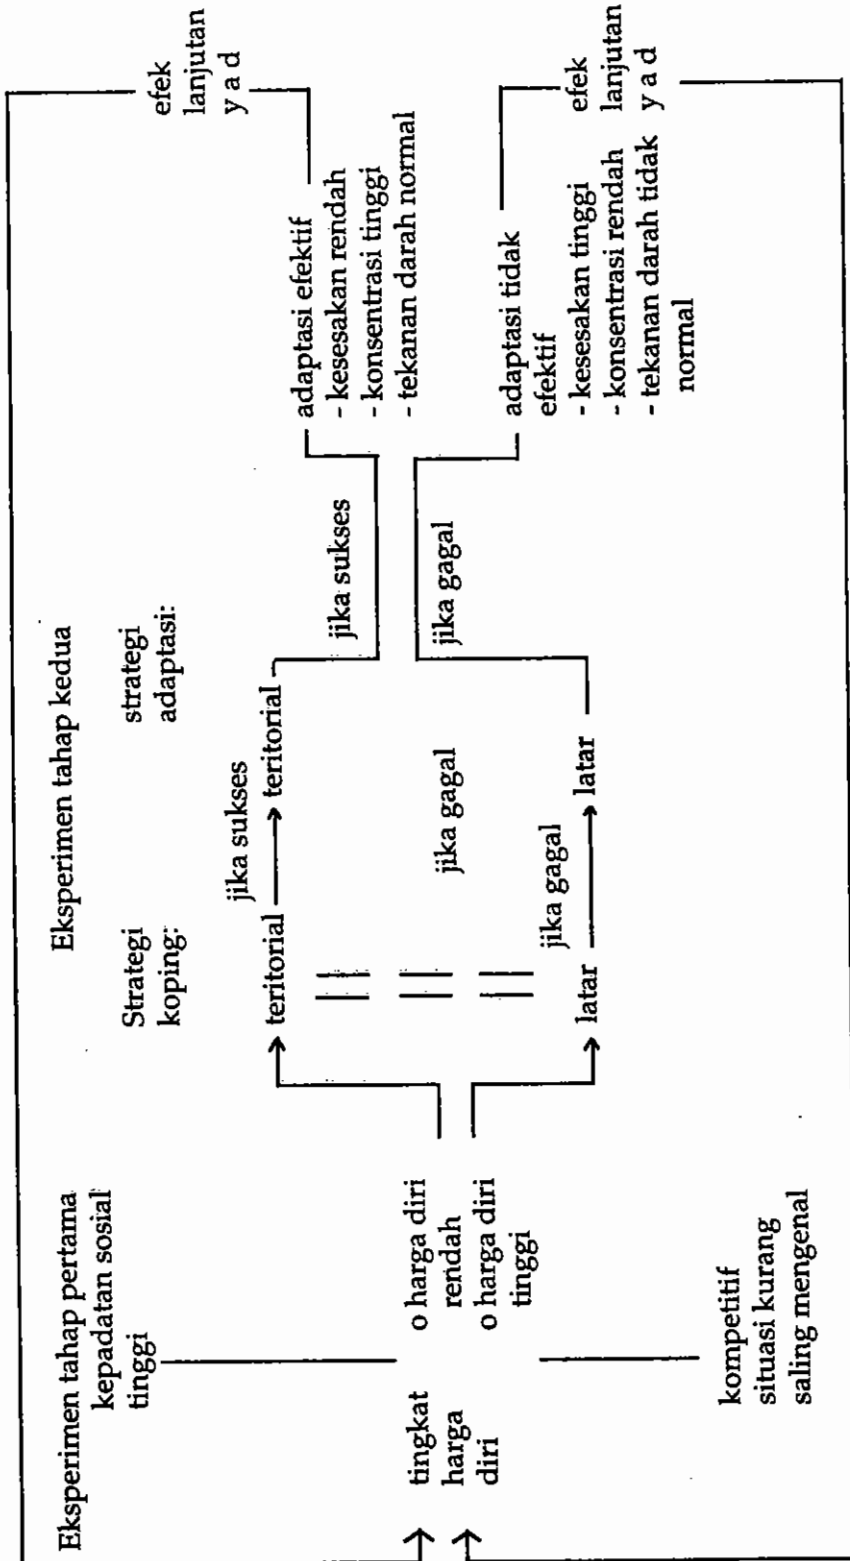 Eksperimen tahap pertama
kepadatan sosial
tinggi
tingkat
harga
diri
o harga diri
rendah
o harga diri
tinggi
kompetitif
situasi kurang
saling mengenal
Eksperimen tahap kedua
Strategi
koping:
strategi
adaptasi:
teritorial
jika sukses
teritorial
jika gagal
latar
jika gagal
latar
jika sukses
jika gagal
adaptasi efektif
- kesesakan rendah
- konsentrasi tinggi
- tekanan darah normal
efek
lanjutan
y a d
adaptasi tidak
efektif
- kesesakan tinggi
- konsentrasi rendah
- tekanan darah tidak
normal
efek
lanjutan
y a d